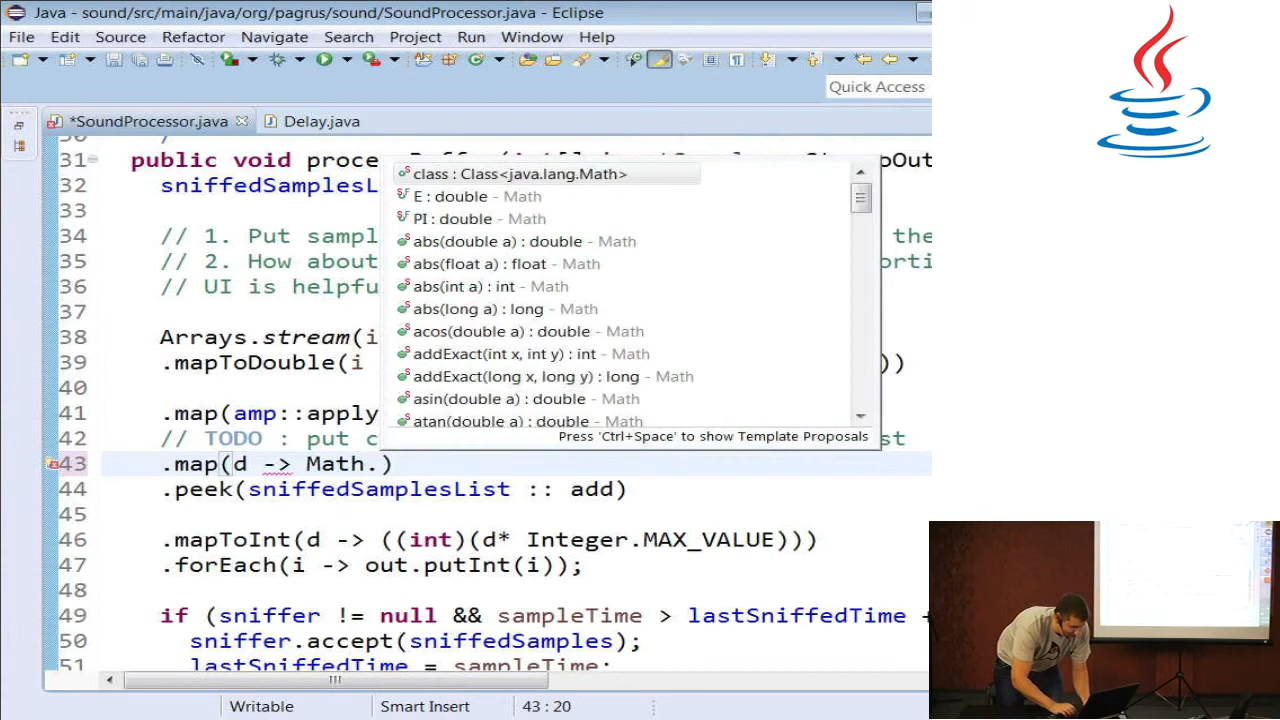 Java - sound/src/main/java/org/pagrus/sound/SoundProcessor.java - Eclipse
File Edit Source Refactor Navigate Search Project Run Window Help
Quick Access
*SoundProcessor.java Delay.java
31 public void proce
32 sniffedSamplesL
33
34 // 1. Put sampl the
35 // 2. How about
36 // UI is helpfu
37
38 Arrays.stream(i
39 .mapToDouble(i ))
40
41 .map(amp::apply
42 // TODO : put c st
43 .map(d -> Math.)
44 .peek(sniffedSamplesList :: add)
45
46 .mapToInt(d -> ((int)(d* Integer.MAX_VALUE)))
47 .forEach(i -> out.putInt(i));
48
49 if (sniffer != null && sampleTime > lastSniffedTime +
50 sniffer.accept(sniffedSamples);
51 lastSniffedTime = sampleTime;
class : Class<java.lang.Math>
E : double - Math
PI : double - Math
abs(double a) : double - Math
abs(float a) : float - Math
abs(int a) : int - Math
abs(long a) : long - Math
acos(double a) : double - Math
addExact(int x, int y) : int - Math
addExact(long x, long y) : long - Math
asin(double a) : double - Math
atan(double a) : double - Math
Press 'Ctrl+Space' to show Template Proposals
Writable Smart Insert 43 : 20